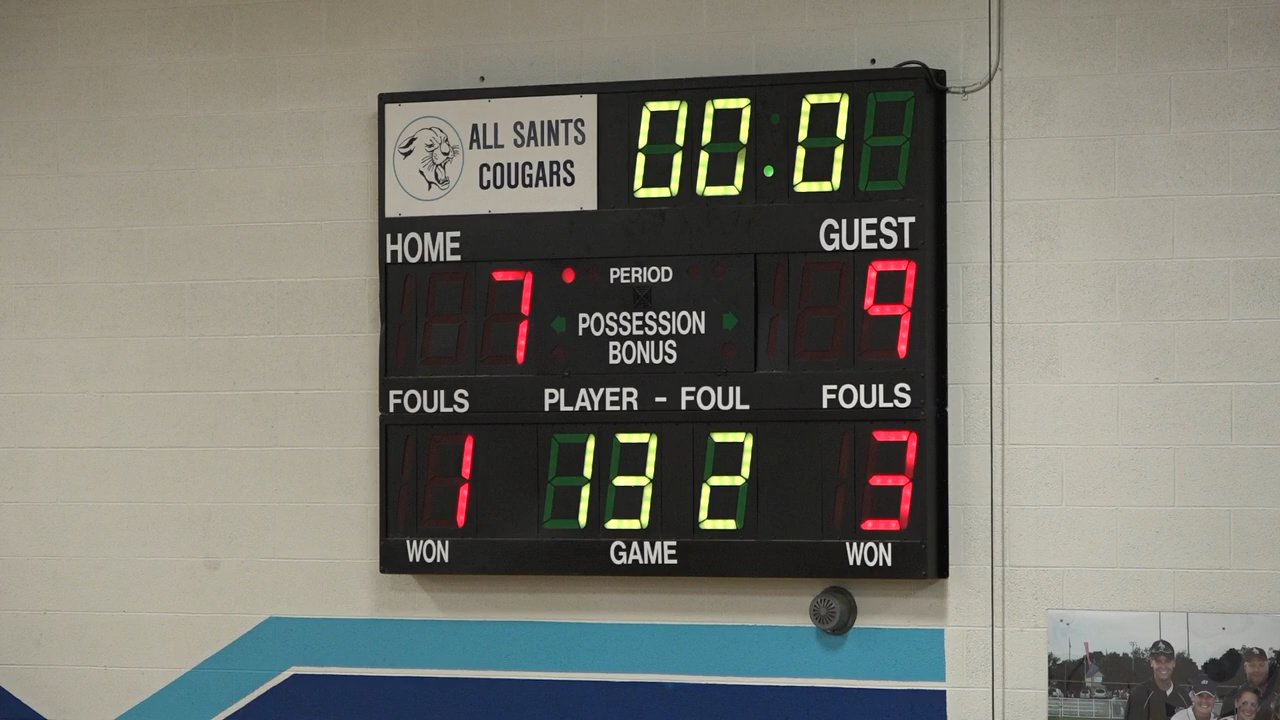 ALL SAINTS
COUGARS
00.0
HOME
GUEST
7
PERIOD
9
POSSESSION
BONUS
FOULS
PLAYER - FOUL
FOULS
1
13 2
3
WON
GAME
WON